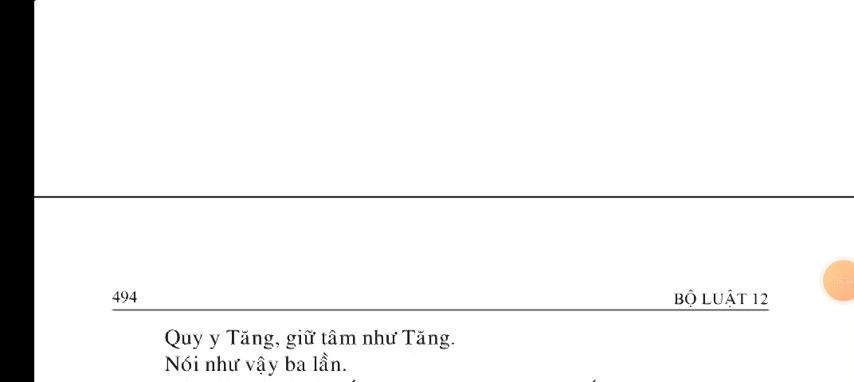 494 BỘ LUẬT 12
Quy y Tăng, giữ tâm như Tăng.
Nói như vậy ba lần.